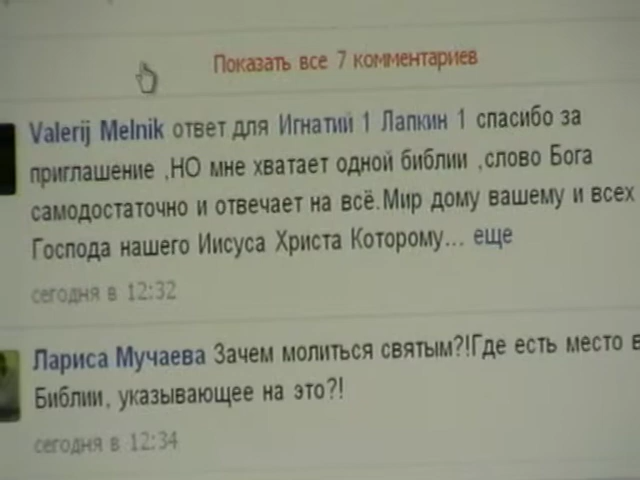 Показать все 7 комментариев
Valerij Melnik ответ для Игнатий 1 Лапкин 1 спасибо за
приглашение ,НО мне хватает одной библии ,слово Бога
самодостаточно и отвечает на всё.Мир дому вашему и всех
Господа нашего Иисуса Христа Которому... еще
сегодня в 12:32
Лариса Мучаева Зачем молиться святым?!Где есть место в
Библии, указывающее на это?!
сегодня в 12:34